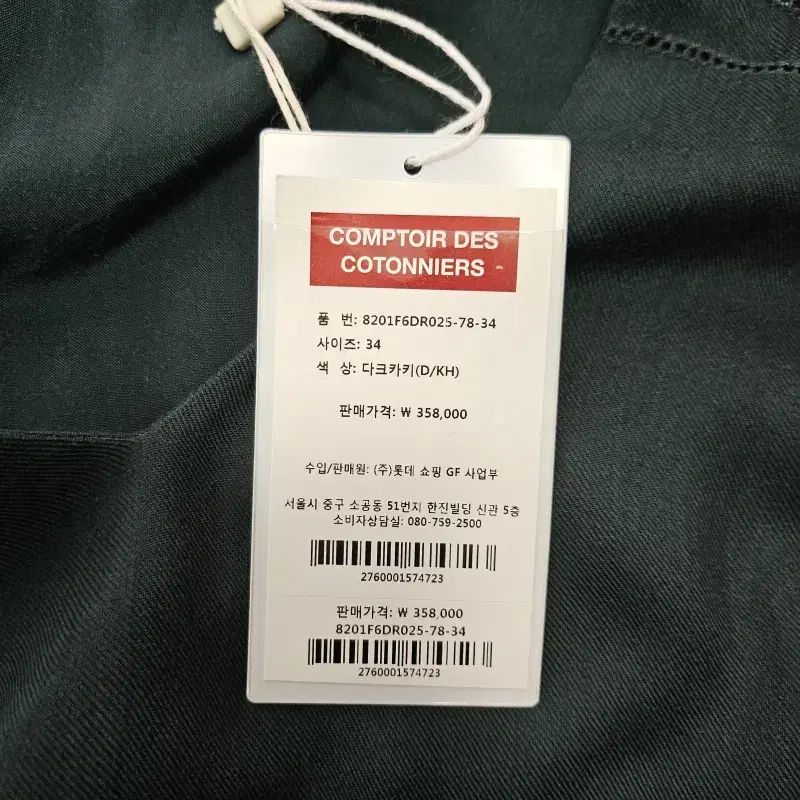 COMPTOIR DES
COTONNIERS
품 번: 8201F6DR025-78-34
사이즈: 34
색 상: 다크카키(D/KH)
판매가격: ₩ 358,000
수입/판매원: (주)롯데 쇼핑 GF 사업부
서울시 중구 소공동 51번지 한진빌딩 신관 5층
소비자상담실: 080-759-2500
2760001574723
판매가격: ₩ 358,000
8201F6DR025-78-34
2760001574723